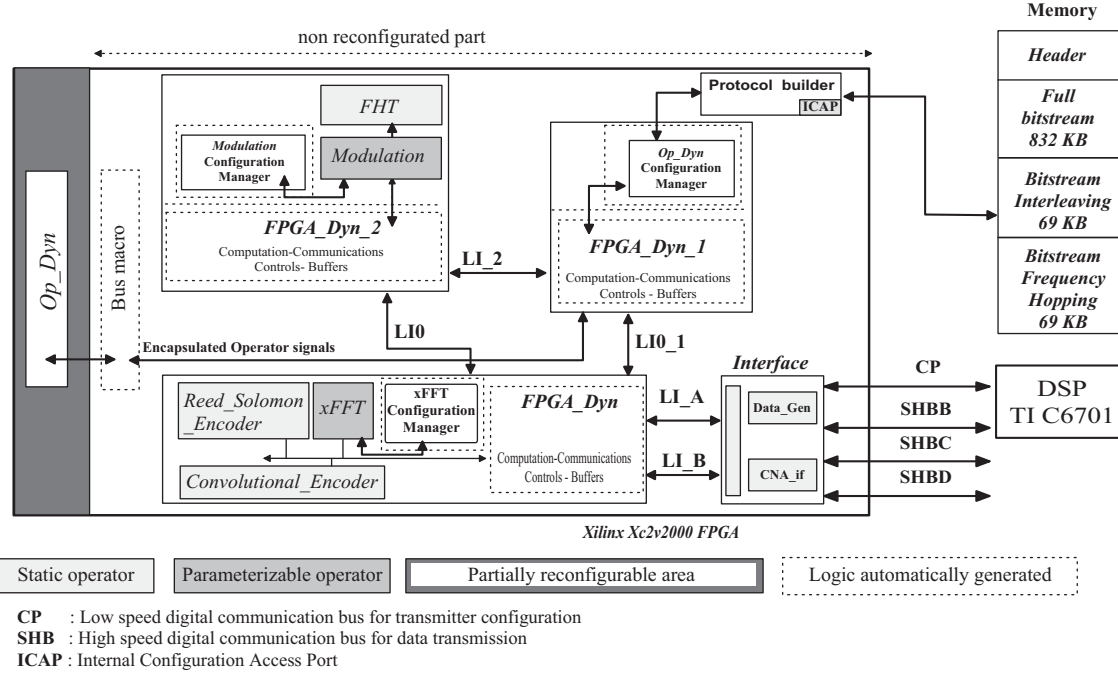 Memory
non reconfigurated part
Header
Full
bitstream
832 KB
Bitstream
Interleaving
69 KB
Bitstream
Frequency
Hopping
69 KB
Protocol builder
ICAP
FHT
Modulation
Configuration
Manager
Modulation
Op_Dyn
Configuration
Manager
FPGA_Dyn_2
Computation-Communications
Controls- Buffers
FPGA_Dyn_1
Computation-Communications
Controls - Buffers
LI_2
Op_Dyn
Bus macro
LI0
LI0_1
Encapsulated Operator signals
Interface
Reed_Solomon
_Encoder
xFFT
xFFT
Configuration
Manager
Convolutional_Encoder
FPGA_Dyn
Computation-Communications
Controls - Buffers
LI_A
LI_B
Data_Gen
CNA_if
CP
SHBB
SHBC
SHBD
DSP
TI C6701
Xilinx Xc2v2000 FPGA
Static operator
Parameterizable operator
Partially reconfigurable area
Logic automatically generated
CP : Low speed digital communication bus for transmitter configuration
SHB : High speed digital communication bus for data transmission
ICAP : Internal Configuration Access Port